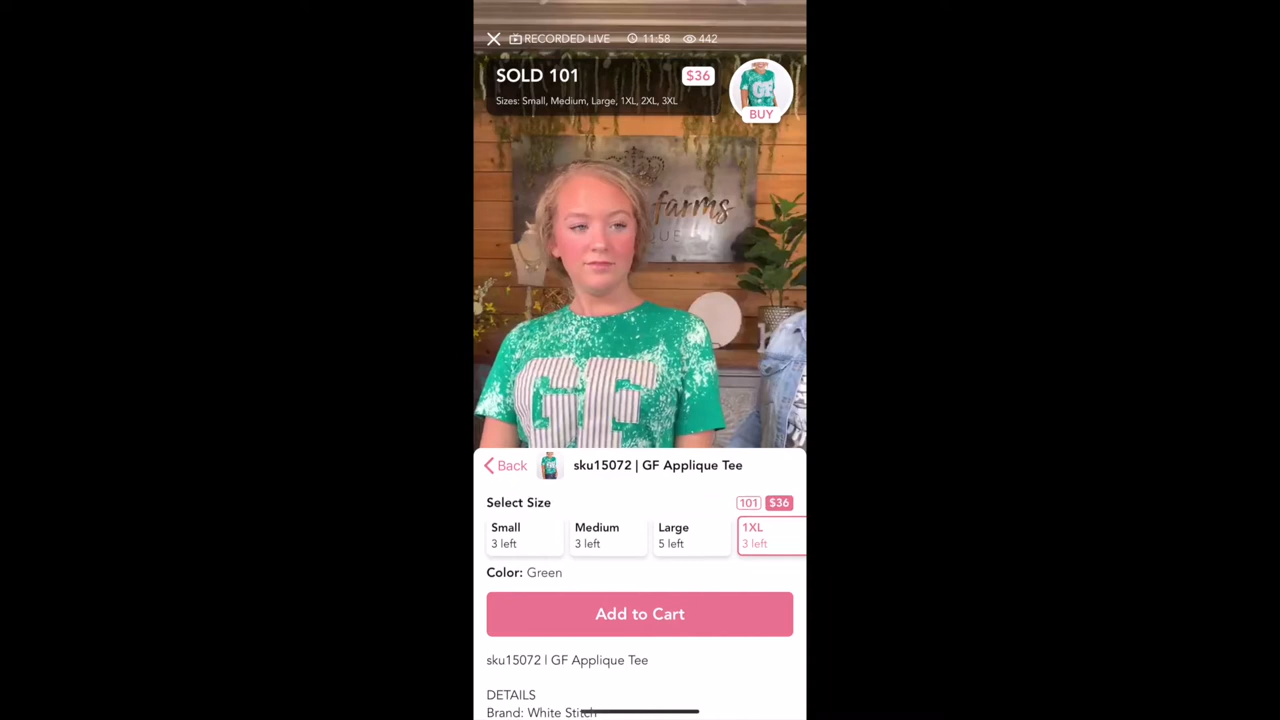 RECORDED LIVE 11:58 442
SOLD 101 $36
Sizes: Small, Medium, Large, 1XL, 2XL, 3XL
BUY
farms
GF
Back sku15072 | GF Applique Tee
Select Size 101 $36
Small Medium Large 1XL
3 left 3 left 5 left 3 left
Color: Green
Add to Cart
sku15072 | GF Applique Tee
DETAILS
Brand: White Stitch